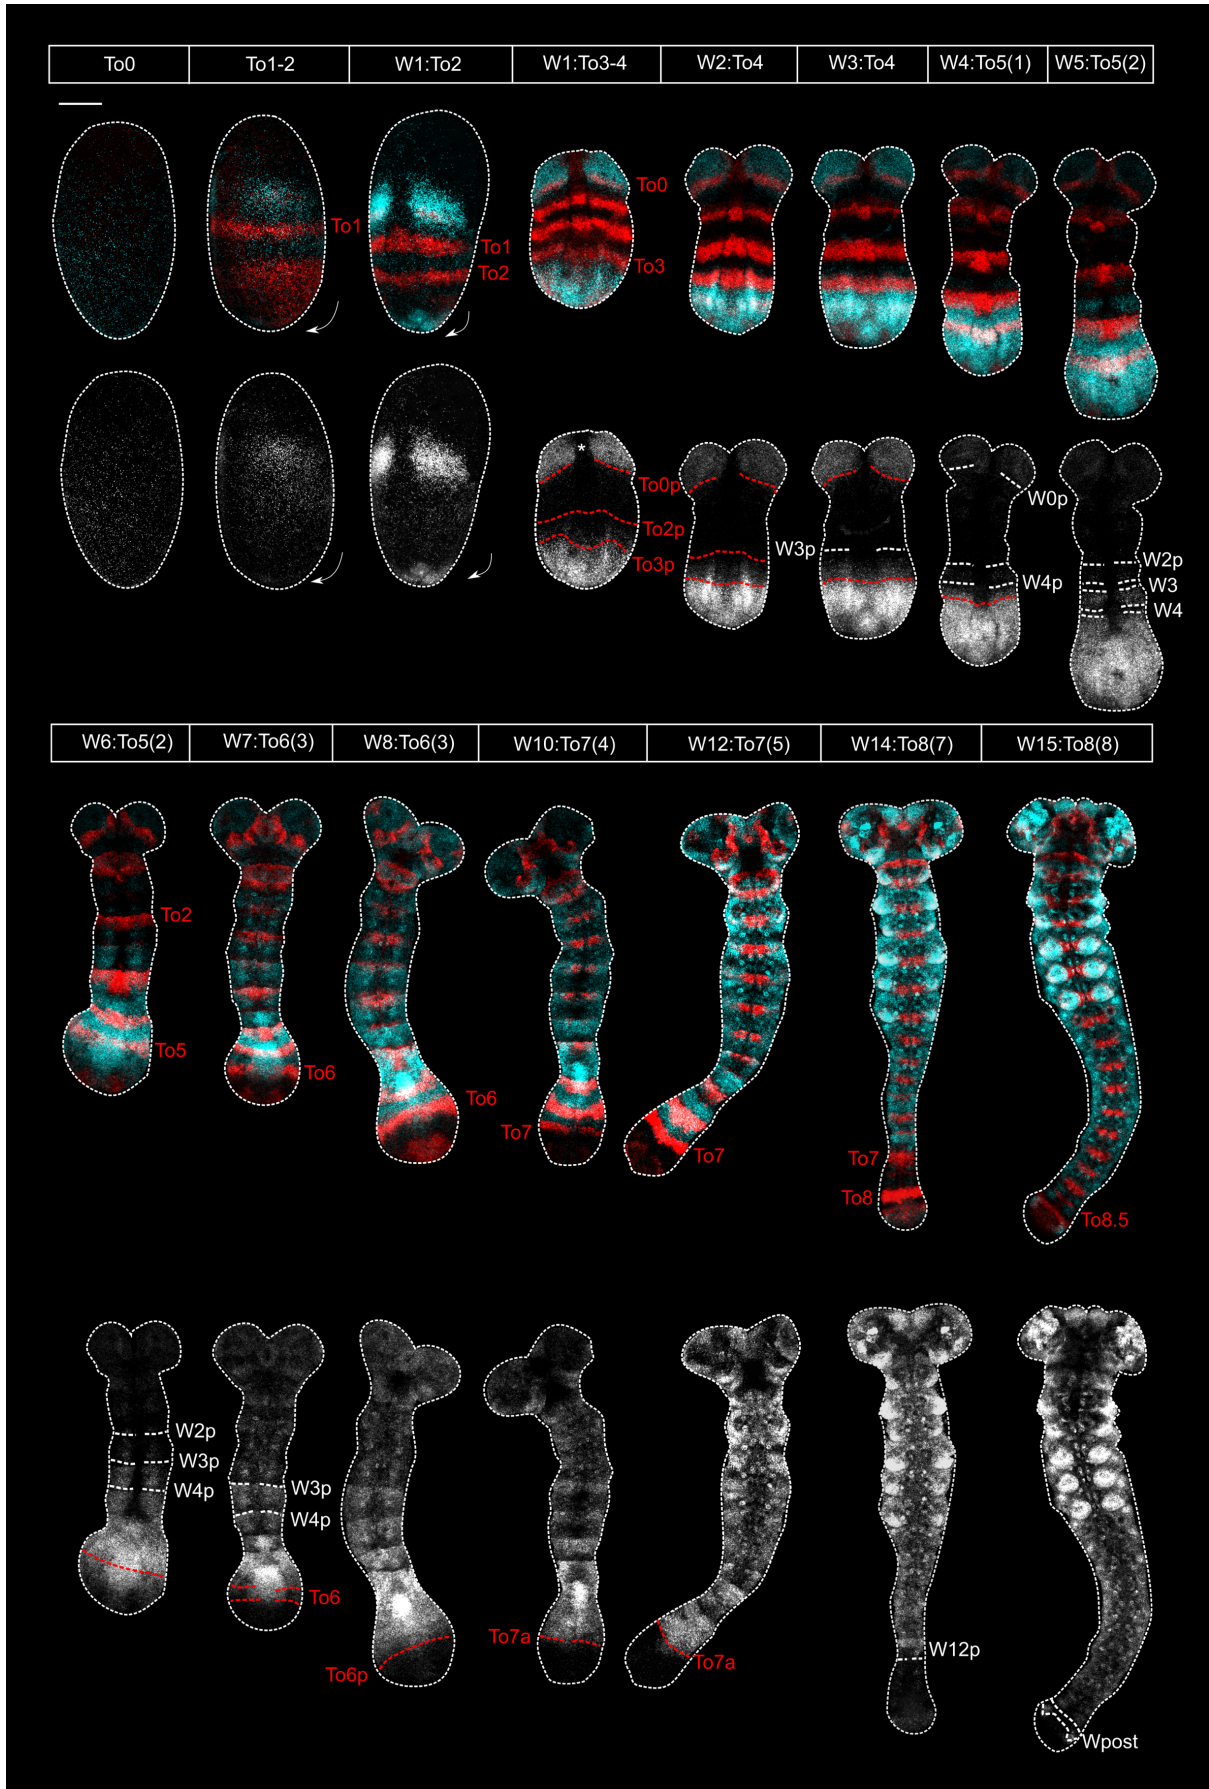 To0 To1-2 W1:To2 W1:To3-4 W2:To4 W3:To4 W4:To5(1) W5:To5(2)
To0
To1
To1
To3
To2
*
To0p
W0p
To2p
W3p
To3p
W2p
W4p
W3
W4
W6:To5(2) W7:To6(3) W8:To6(3) W10:To7(4) W12:To7(5) W14:To8(7) W15:To8(8)
To2
To5
To6
To6
To7
To7
To7
To8
To8.5
W2p
W3p
W4p
W3p
W4p
To6
To6p
To7a
To7a
W12p
Wpost